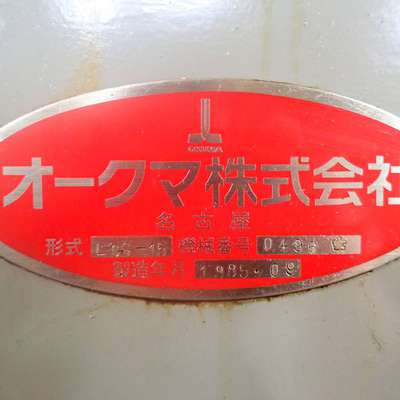 オークマ株式会社
名古屋
形式 機械番号
製造年月 1985.09